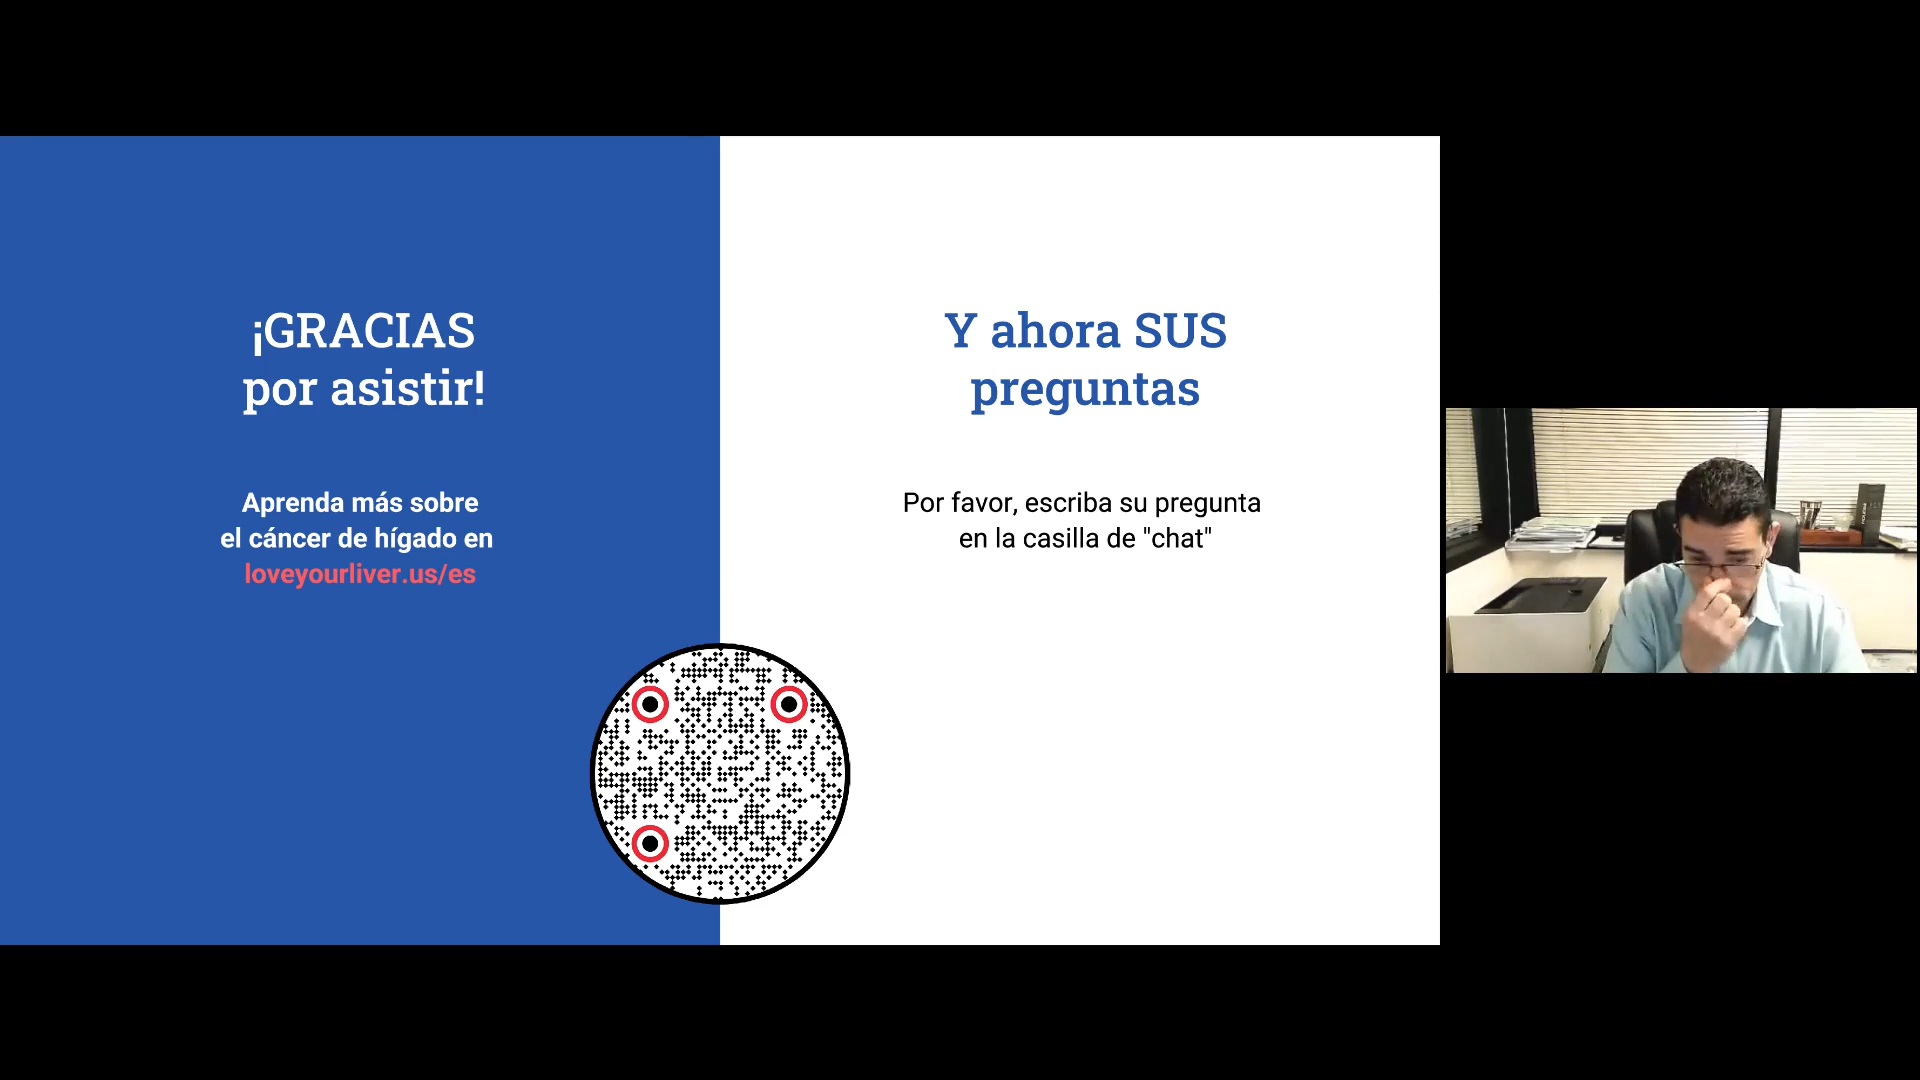 ¡GRACIAS
por asistir!
Aprenda más sobre
el cáncer de hígado en
loveyourliver.us/es
Y ahora SUS
preguntas
Por favor, escriba su pregunta
en la casilla de "chat"